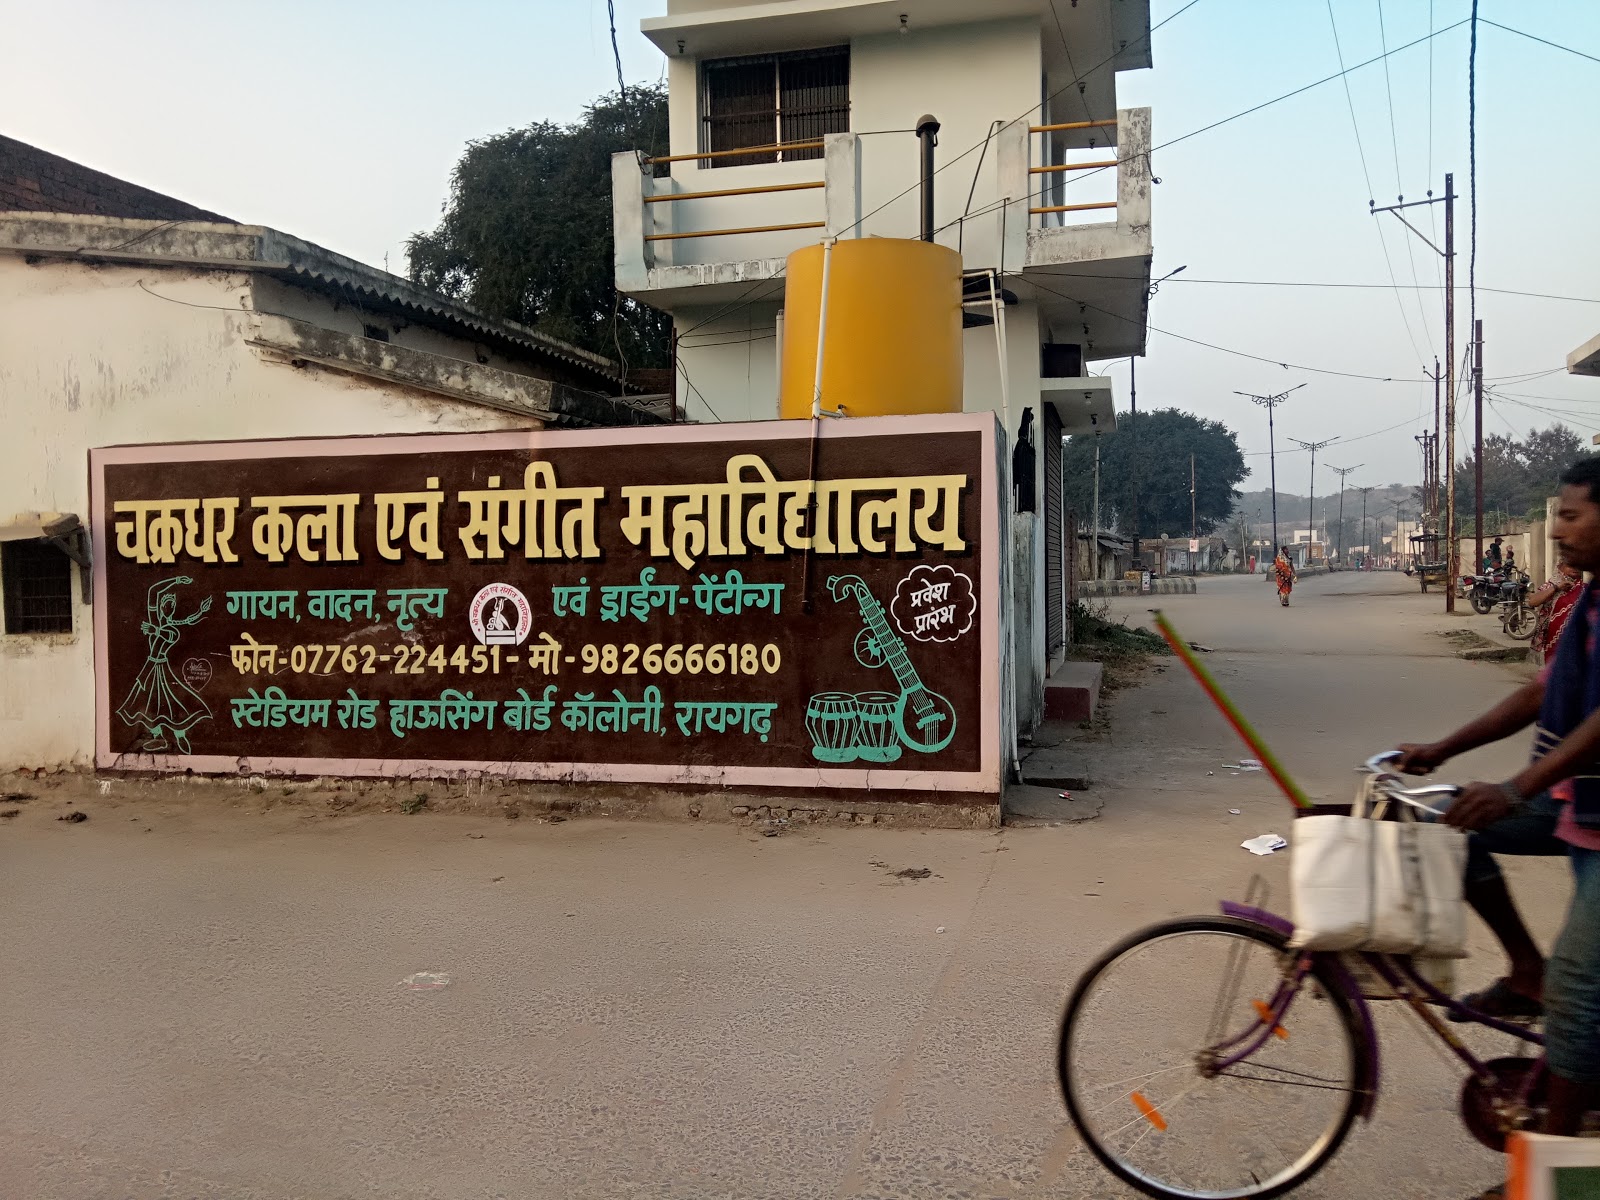 चक्रधर कला एवं संगीत महाविद्यालय
गायन, वादन, नृत्य एवं ड्राईंग-पेंटीन्ग
प्रवेश
प्रारंभ
फोन-07762-224451-मो-9826666180
स्टेडियम रोड हाऊसिंग बोर्ड कॉलोनी, रायगढ़